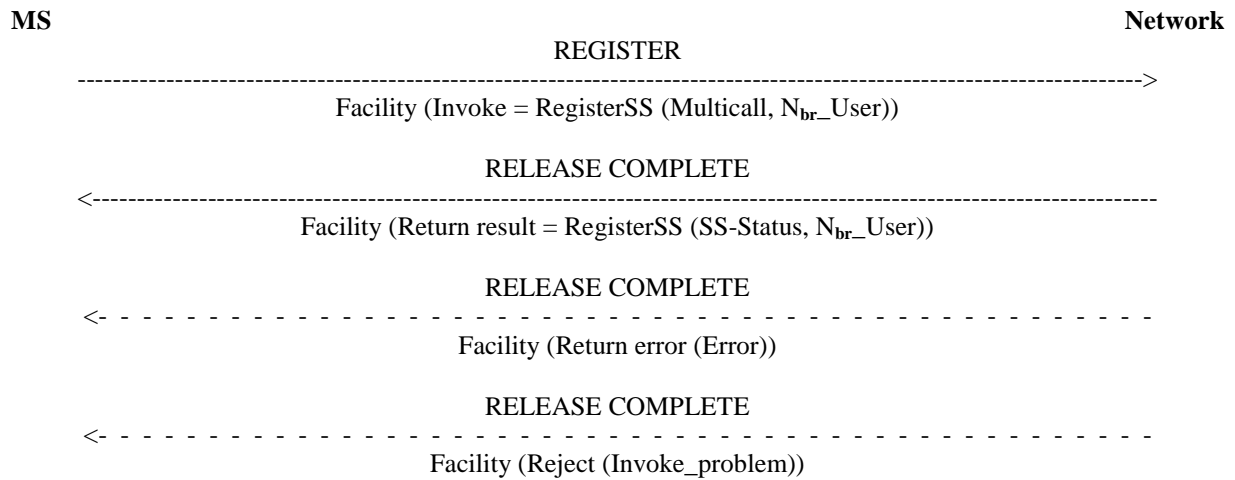 MS Network
REGISTER
------------------------------------------------------------------------------------------------------------------------>
Facility (Invoke = RegisterSS (Multicall, Nbr_User))
RELEASE COMPLETE
<------------------------------------------------------------------------------------------------------------------------
Facility (Return result = RegisterSS (SS-Status, Nbr_User))
RELEASE COMPLETE
<- - - - - - - - - - - - - - - - - - - - - - - - - - - - - - - - - - - - -
Facility (Return error (Error))
RELEASE COMPLETE
<- - - - - - - - - - - - - - - - - - - - - - - - - - - - - - - - - - - - -
Facility (Reject (Invoke_problem))